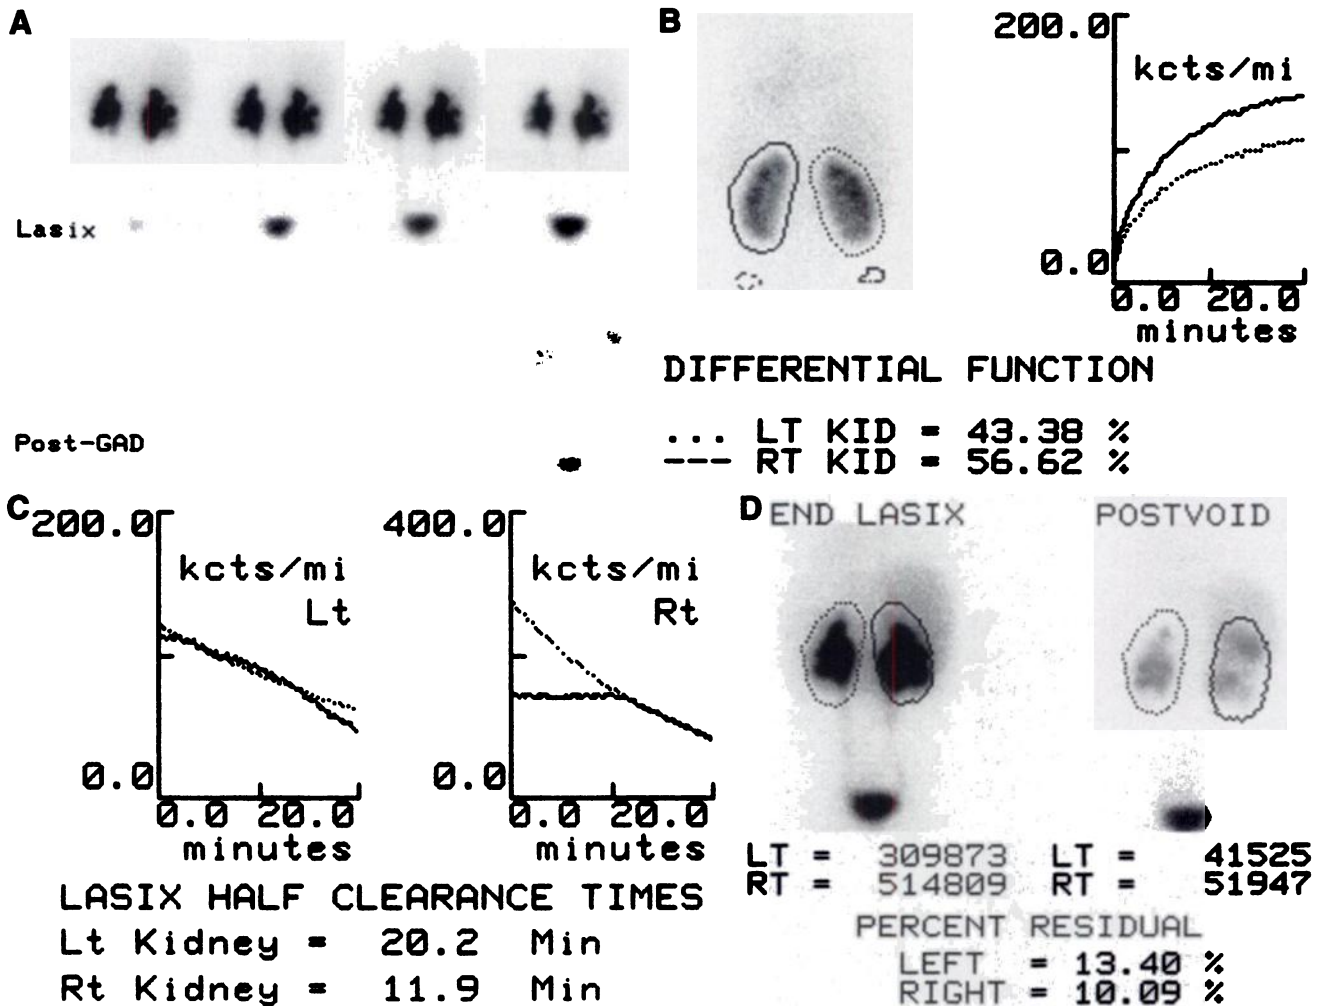 A
Lasix
Post-GAD
B
200.0
kcts/mi
0.0
0.0 20.0
minutes
DIFFERENTIAL FUNCTION
... LT KID = 43.38 %
--- RT KID = 56.62 %
C
200.0
kcts/mi
Lt
0.0
0.0 20.0
minutes
400.0
kcts/mi
Rt
0.0
0.0 20.0
minutes
LASIX HALF CLEARANCE TIMES
Lt Kidney = 20.2 Min
Rt Kidney = 11.9 Min
D
END LASIX POSTVOID
LT = 309873 LT = 41525
RT = 514809 RT = 51947
PERCENT RESIDUAL
LEFT = 13.40 %
RIGHT = 10.09 %